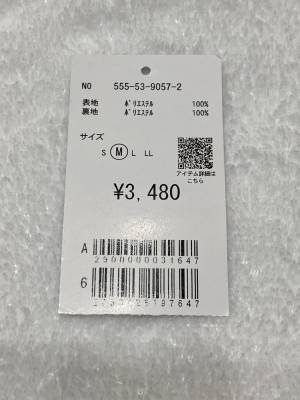 NO 555-53-9057-2
表地 ポリエステル 100%
裏地 ポリエステル 100%
サイズ
S M L LL
アイテム詳細は
こちら
¥3,480
A
2900000031647
6